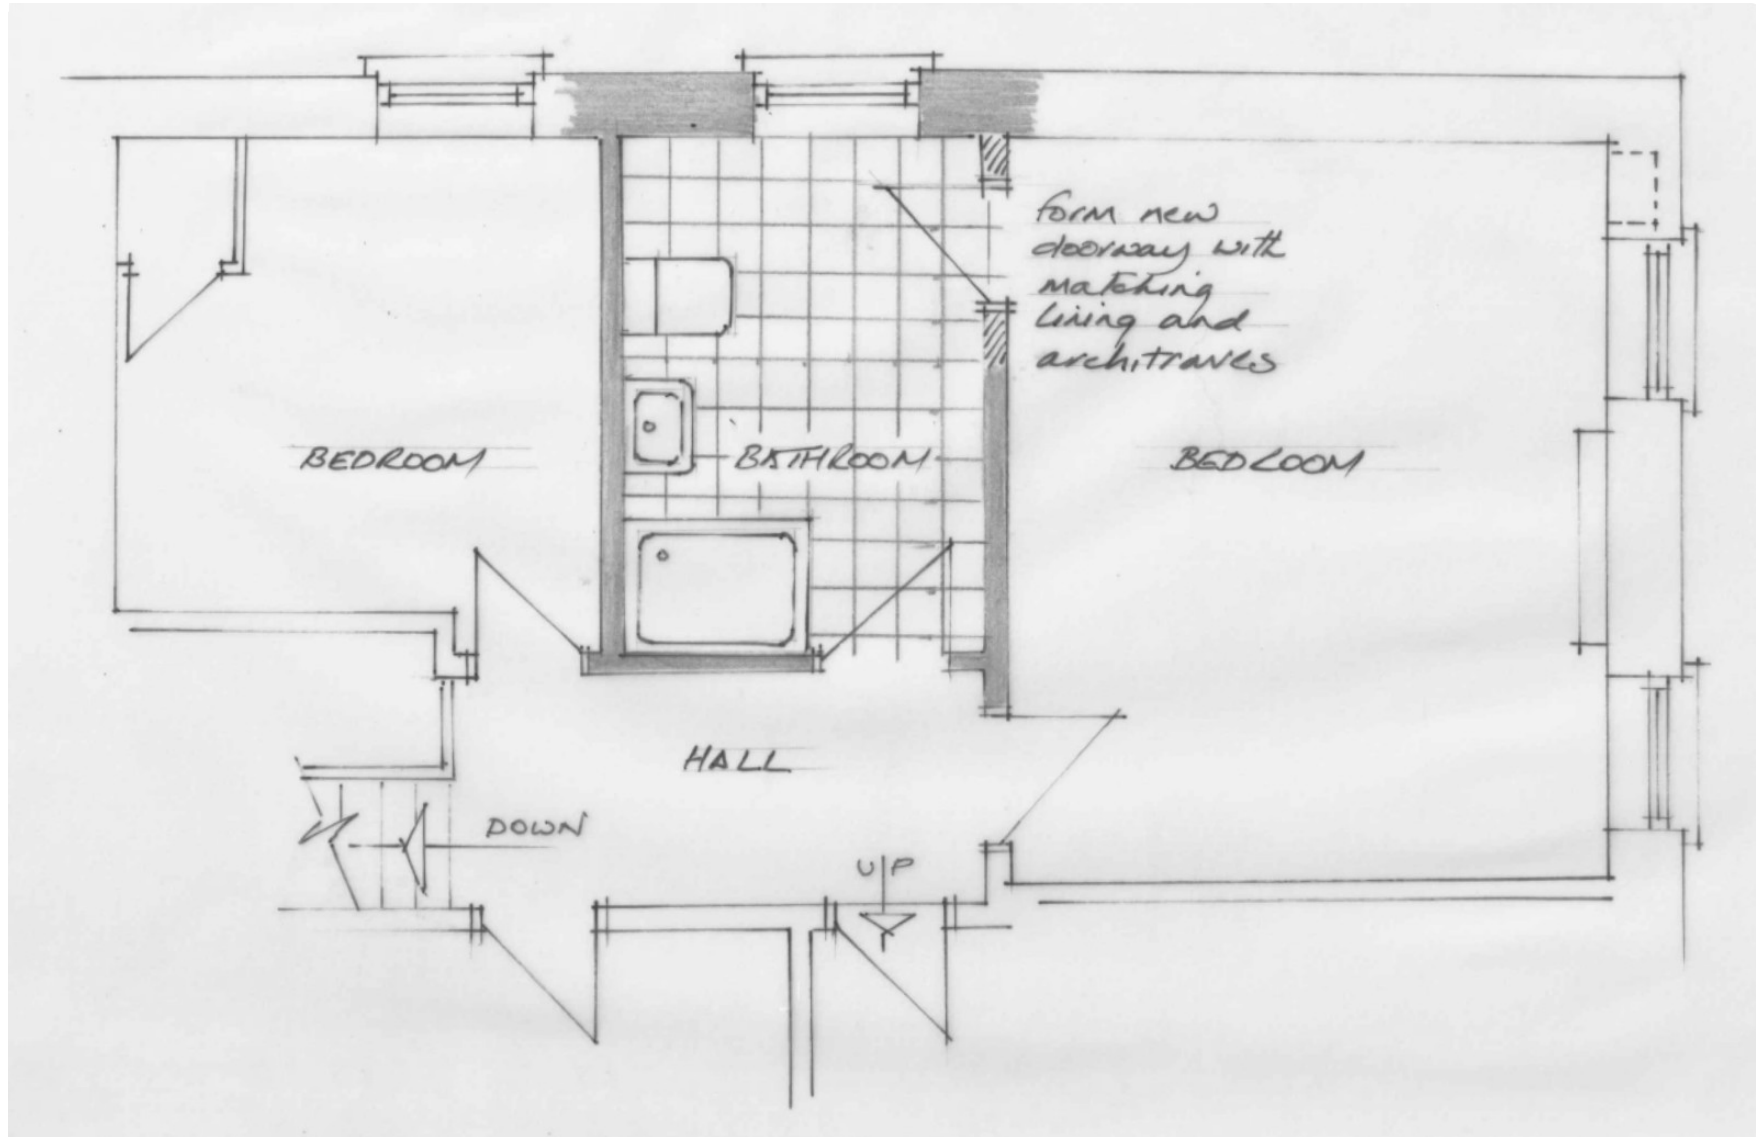 form new
doorway with
matching
lining and
architraves
BEDROOM
BATHROOM
BEDROOM
HALL
DOWN
UP